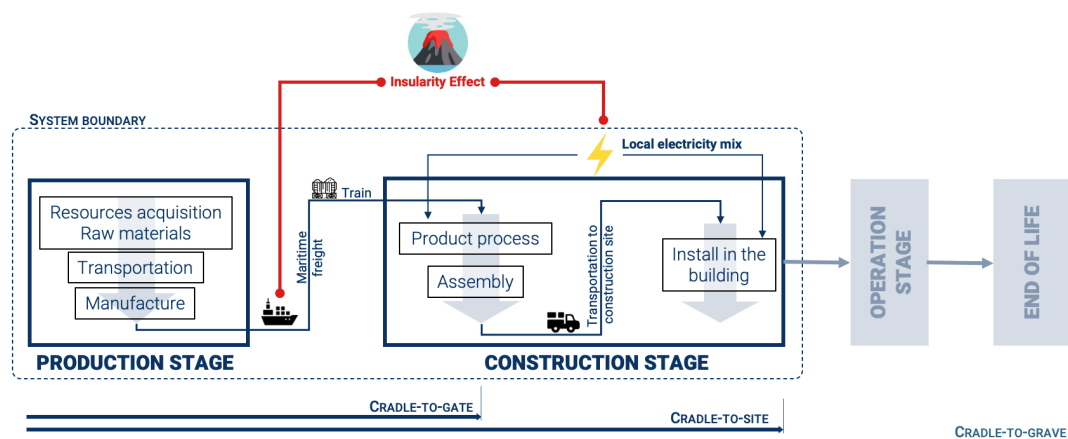 Insularity Effect
SYSTEM BOUNDARY
Local electricity mix
Train
Resources acquisition
Raw materials
Transportation
Manufacture
PRODUCTION STAGE
Maritime
freight
Product process
Assembly
Transportation to
construction site
Install in the
building
CONSTRUCTION STAGE
OPERATION
STAGE
END OF LIFE
CRADLE-TO-GATE
CRADLE-TO-SITE
CRADLE-TO-GRAVE